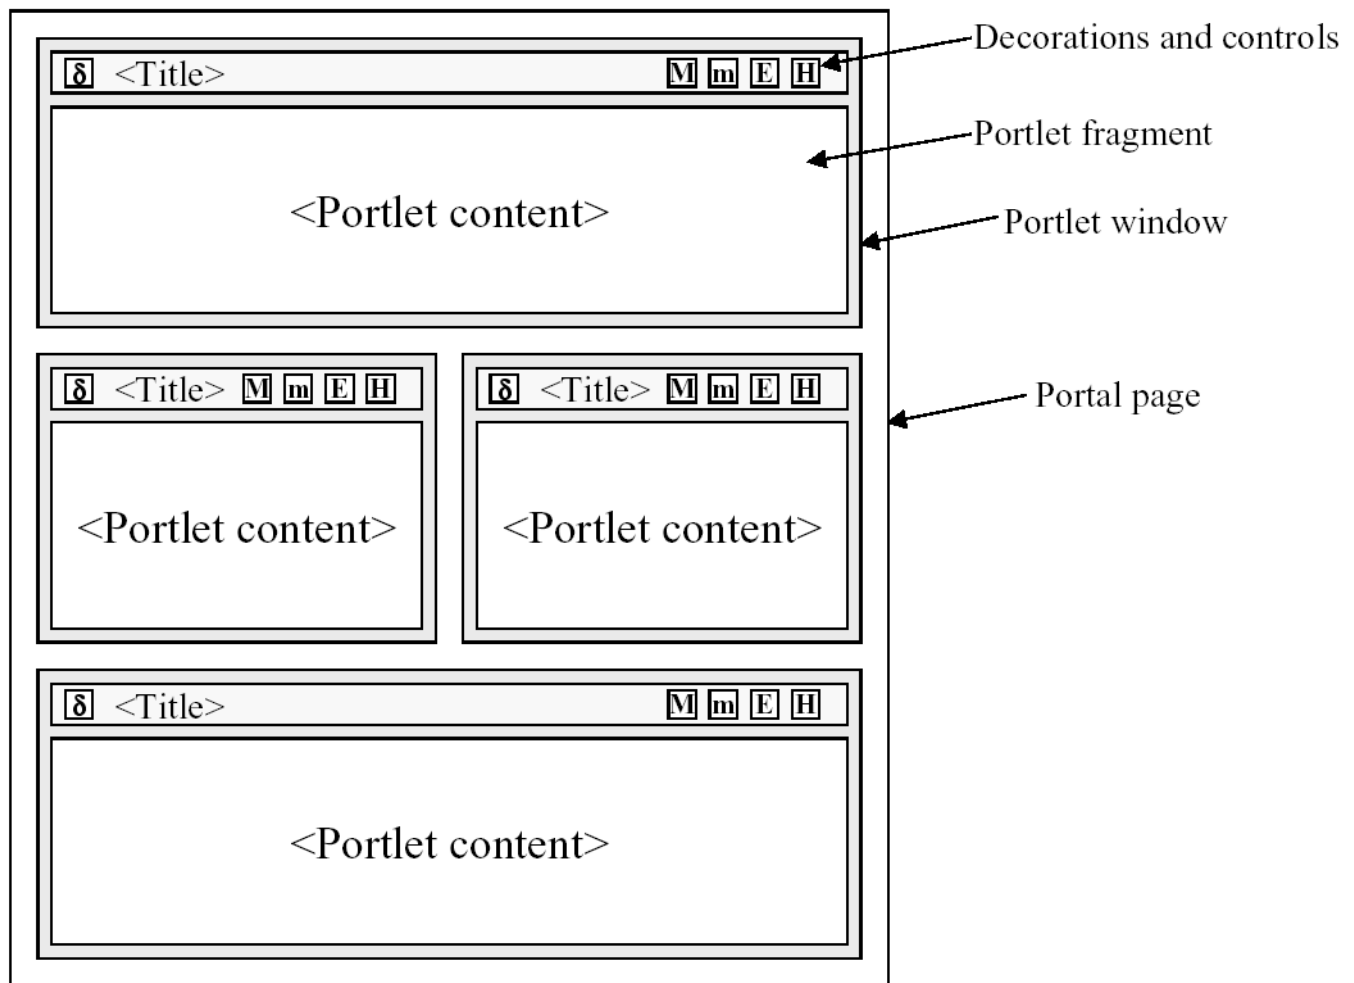 δ <Title> M m E H
Decorations and controls
Portlet fragment
<Portlet content>
Portlet window
δ <Title> M m E H
δ <Title> M m E H
Portal page
<Portlet content>
<Portlet content>
δ <Title> M m E H
<Portlet content>